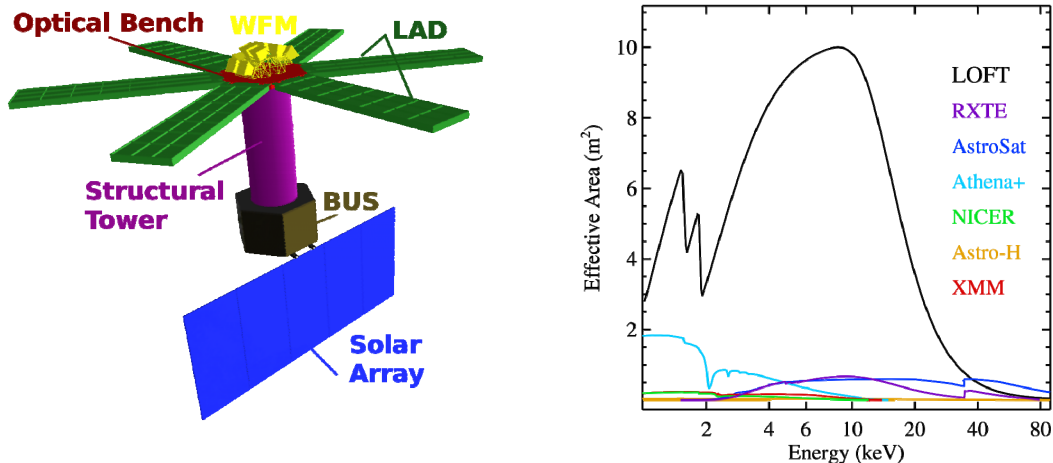 Optical Bench
WFM
LAD
Structural
Tower
BUS
Solar
Array
Effective Area (m²)
10
8
6
4
2
LOFT
RXTE
AstroSat
Athena+
NICER
Astro-H
XMM
2
4
6
10
20
40
80
Energy (keV)